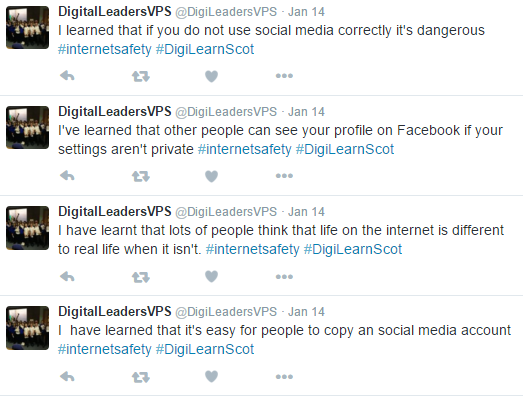 DigitalLeadersVPS @DigiLeadersVPS · Jan 14
I learned that if you do not use social media correctly it's dangerous
#internetsafety #DigiLearnScot
DigitalLeadersVPS @DigiLeadersVPS · Jan 14
I've learned that other people can see your profile on Facebook if your
settings aren't private #internetsafety #DigiLearnScot
DigitalLeadersVPS @DigiLeadersVPS · Jan 14
I have learnt that lots of people think that life on the internet is different
to real life when it isn't. #internetsafety #DigiLearnScot
DigitalLeadersVPS @DigiLeadersVPS · Jan 14
I  have learned that it's easy for people to copy an social media account
#internetsafety #DigiLearnScot